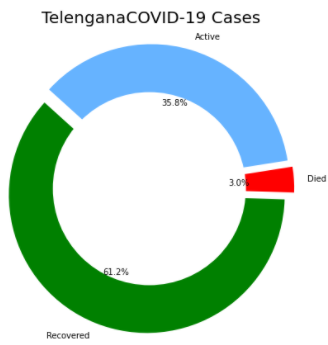 TelenganaCOVID-19 Cases
Active
35.8%
3.0%
Died
61.2%
Recovered